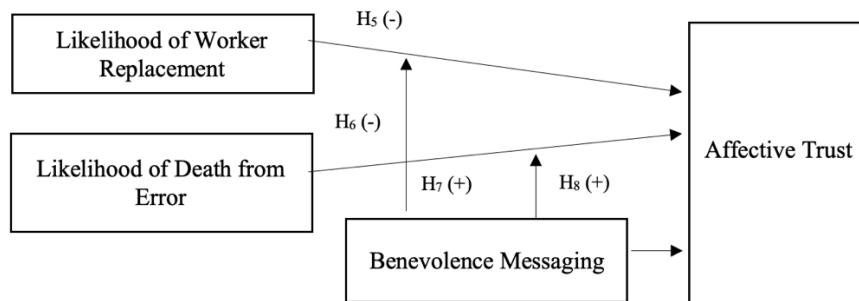 H5 (-)
Likelihood of Worker
Replacement
H6 (-)
Likelihood of Death from
Error
Affective Trust
H7 (+)
H8 (+)
Benevolence Messaging